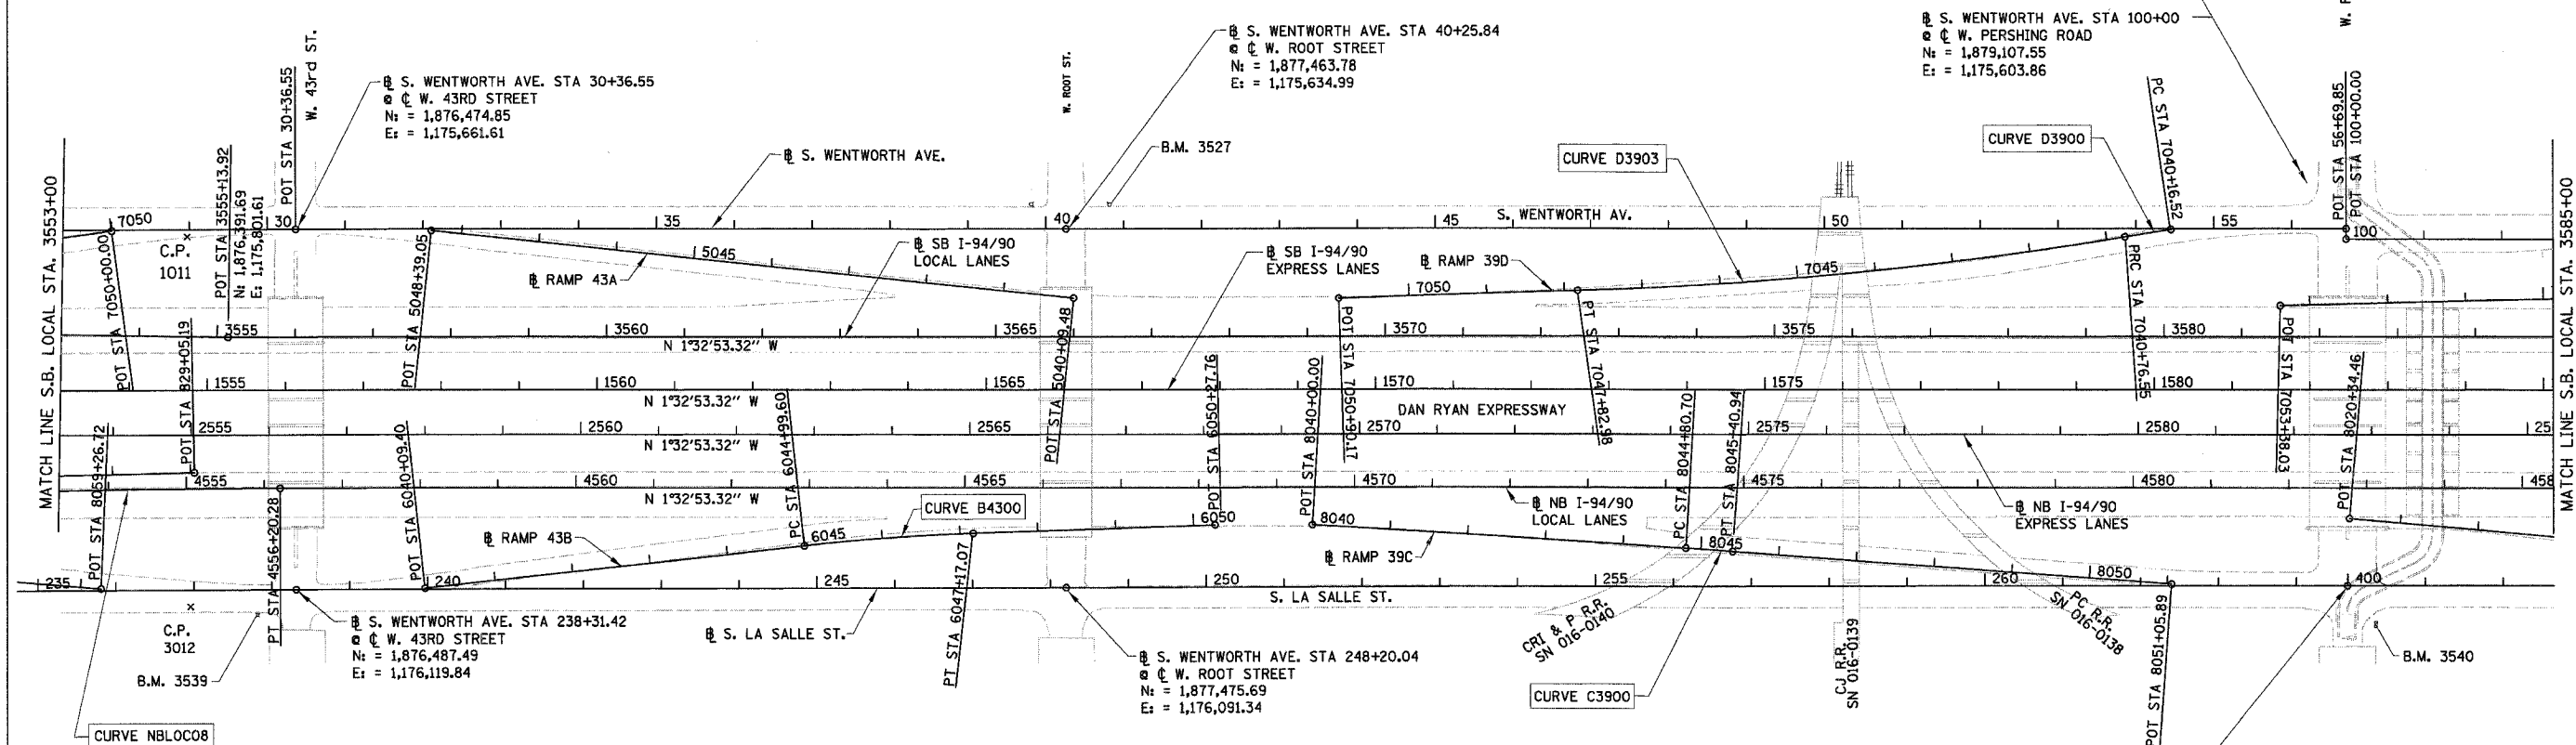 W. P
℄ S. WENTWORTH AVE. STA 40+25.84
@ ℄ W. ROOT STREET
N: = 1,877,463.78
E: = 1,175,634.99
℄ S. WENTWORTH AVE. STA 100+00
@ ℄ W. PERSHING ROAD
N: = 1,879,107.55
E: = 1,175,603.86
℄ S. WENTWORTH AVE. STA 30+36.55
@ ℄ W. 43RD STREET
N: = 1,876,474.85
E: = 1,175,661.61
W. 43rd ST.
POT STA 30+36.55
W. ROOT ST.
POT STA 56+69.85
POT STA 100+00.00
PC STA 7040+16.52
℄ S. WENTWORTH AVE.
B.M. 3527
CURVE D3903
CURVE D3900
MATCH LINE S.B. LOCAL STA. 3553+00
MATCH LINE S.B. LOCAL STA. 3585+00
7050
30
35
40
45
S. WENTWORTH AV.
50
55
100
C.P.
1011
POT STA 7050+00.00
POT STA 3555+13.92
N: 1,876,391.69
E: 1,175,801.61
POT STA 5048+39.05
5045
℄ RAMP 43A
℄ SB I-94/90
LOCAL LANES
℄ SB I-94/90
EXPRESS LANES
℄ RAMP 39D
7050
7045
3555
3560
3565
3570
3575
3580
N 1°32'53.32" W
POT STA 829+05.19
POT STA 5040+09.48
POT STA 7050+90.17
PT STA 7047+82.98
PRC STA 7040+76.55
POT STA 7053+38.03
1555
1560
1565
1570
1575
1580
N 1°32'53.32" W
DAN RYAN EXPRESSWAY
2555
2560
2565
2570
2575
2580
25
N 1°32'53.32" W
POT STA 8059+26.72
POT STA 6040+09.40
PC STA 6044+99.60
POT STA 6050+27.76
POT STA 8040+00.00
PC STA 8044+80.70
PT STA 8045+40.94
POT STA 8020+34.46
4555
4560
4565
4570
4575
4580
458
N 1°32'53.32" W
CURVE B4300
℄ NB I-94/90
LOCAL LANES
℄ NB I-94/90
EXPRESS LANES
PT STA 4556+20.28
℄ RAMP 43B
6045
6050
8040
℄ RAMP 39C
8045
8050
235
240
245
250
255
260
400
S. LA SALLE ST.
PT STA 6047+17.07
C.P.
3012
B.M. 3539
℄ S. WENTWORTH AVE. STA 238+31.42
@ ℄ W. 43RD STREET
N: = 1,876,487.49
E: = 1,176,119.84
℄ S. LA SALLE ST.
℄ S. WENTWORTH AVE. STA 248+20.04
@ ℄ W. ROOT STREET
N: = 1,877,475.69
E: = 1,176,091.34
CRI & P R.R.
SN 016-0140
CJ R.R.
SN 016-0139
PC R.R.
SN 016-0138
POT STA 8051+05.89
B.M. 3540
CURVE C3900
CURVE NBLOC08